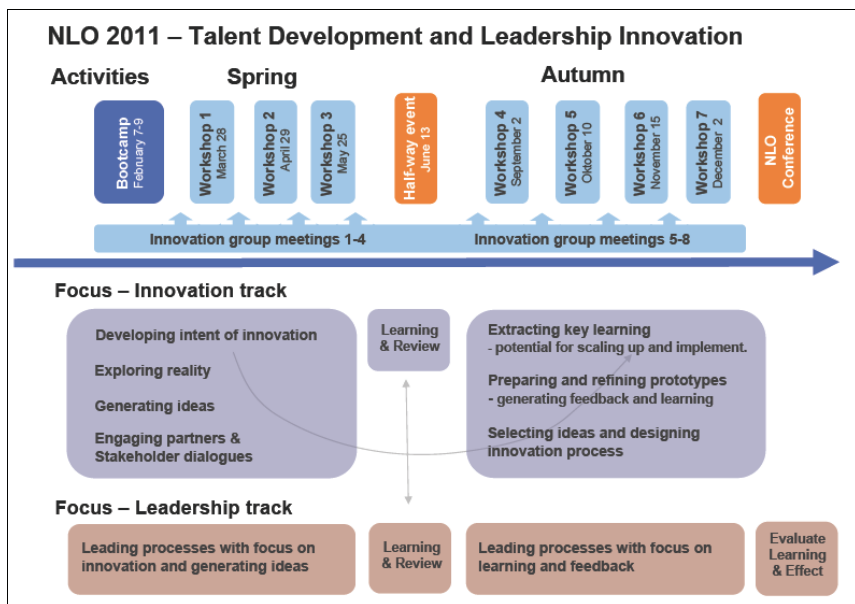 NLO 2011 – Talent Development and Leadership Innovation
Activities
Spring
Autumn
Bootcamp
February 7-9
Workshop 1
March 28
Workshop 2
April 29
Workshop 3
May 25
Half-way event
June 13
Workshop 4
September 2
Workshop 5
Oktober 10
Workshop 6
November 15
Workshop 7
December 2
NLO
Conference
Innovation group meetings 1-4
Innovation group meetings 5-8
Focus – Innovation track
Developing intent of innovation
Exploring reality
Generating ideas
Engaging partners &
Stakeholder dialogues
Learning
& Review
Extracting key learning
- potential for scaling up and implement.
Preparing and refining prototypes
- generating feedback and learning
Selecting ideas and designing
innovation process
Focus – Leadership track
Leading processes with focus on
innovation and generating ideas
Learning
& Review
Leading processes with focus on
learning and feedback
Evaluate
Learning
& Effect